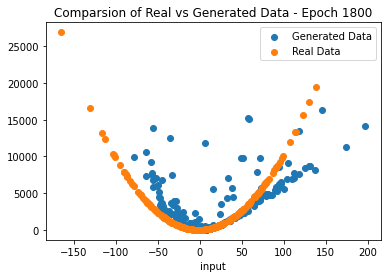 Comparsion of Real vs Generated Data - Epoch 1800
Generated Data
Real Data
25000
20000
15000
10000
5000
0
−150 −100 −50 0 50 100 150 200
input